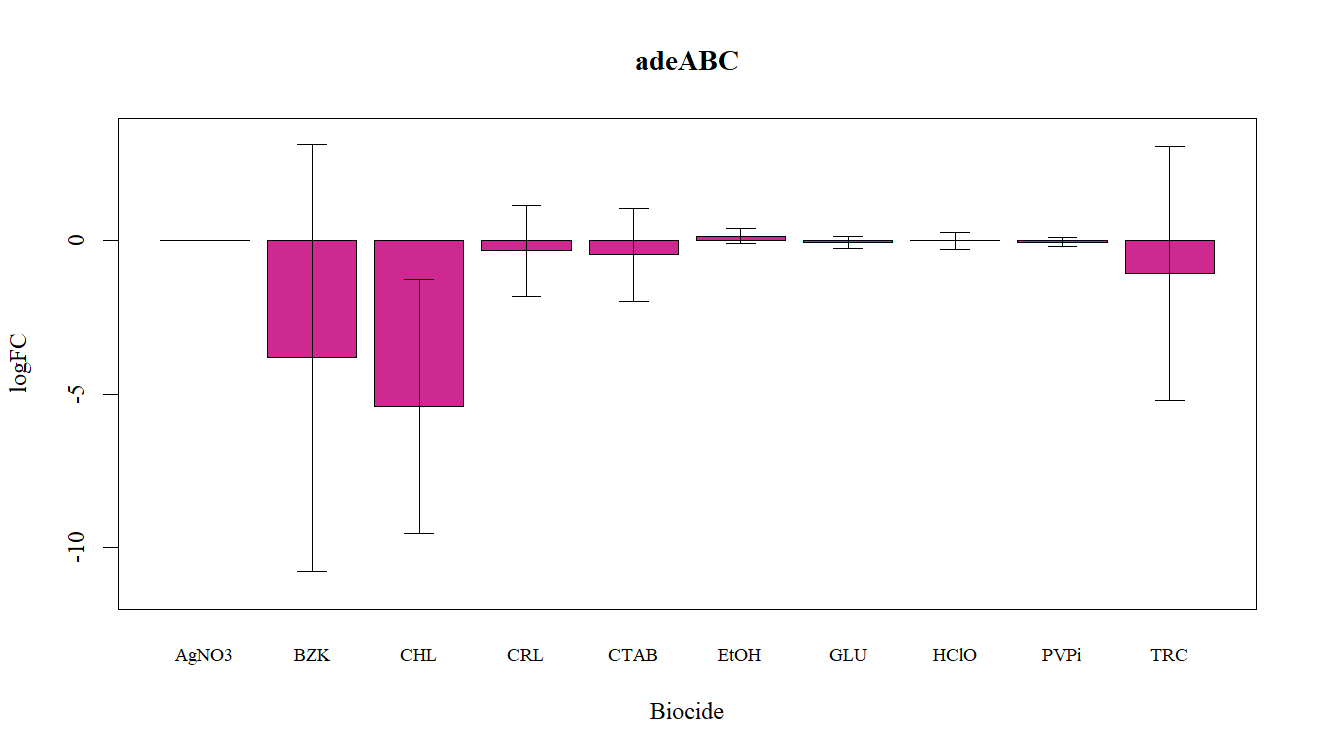 adeABC
logFC
0
-5
-10
AgNO3 BZK CHL CRL CTAB EtOH GLU HClO PVPi TRC
Biocide